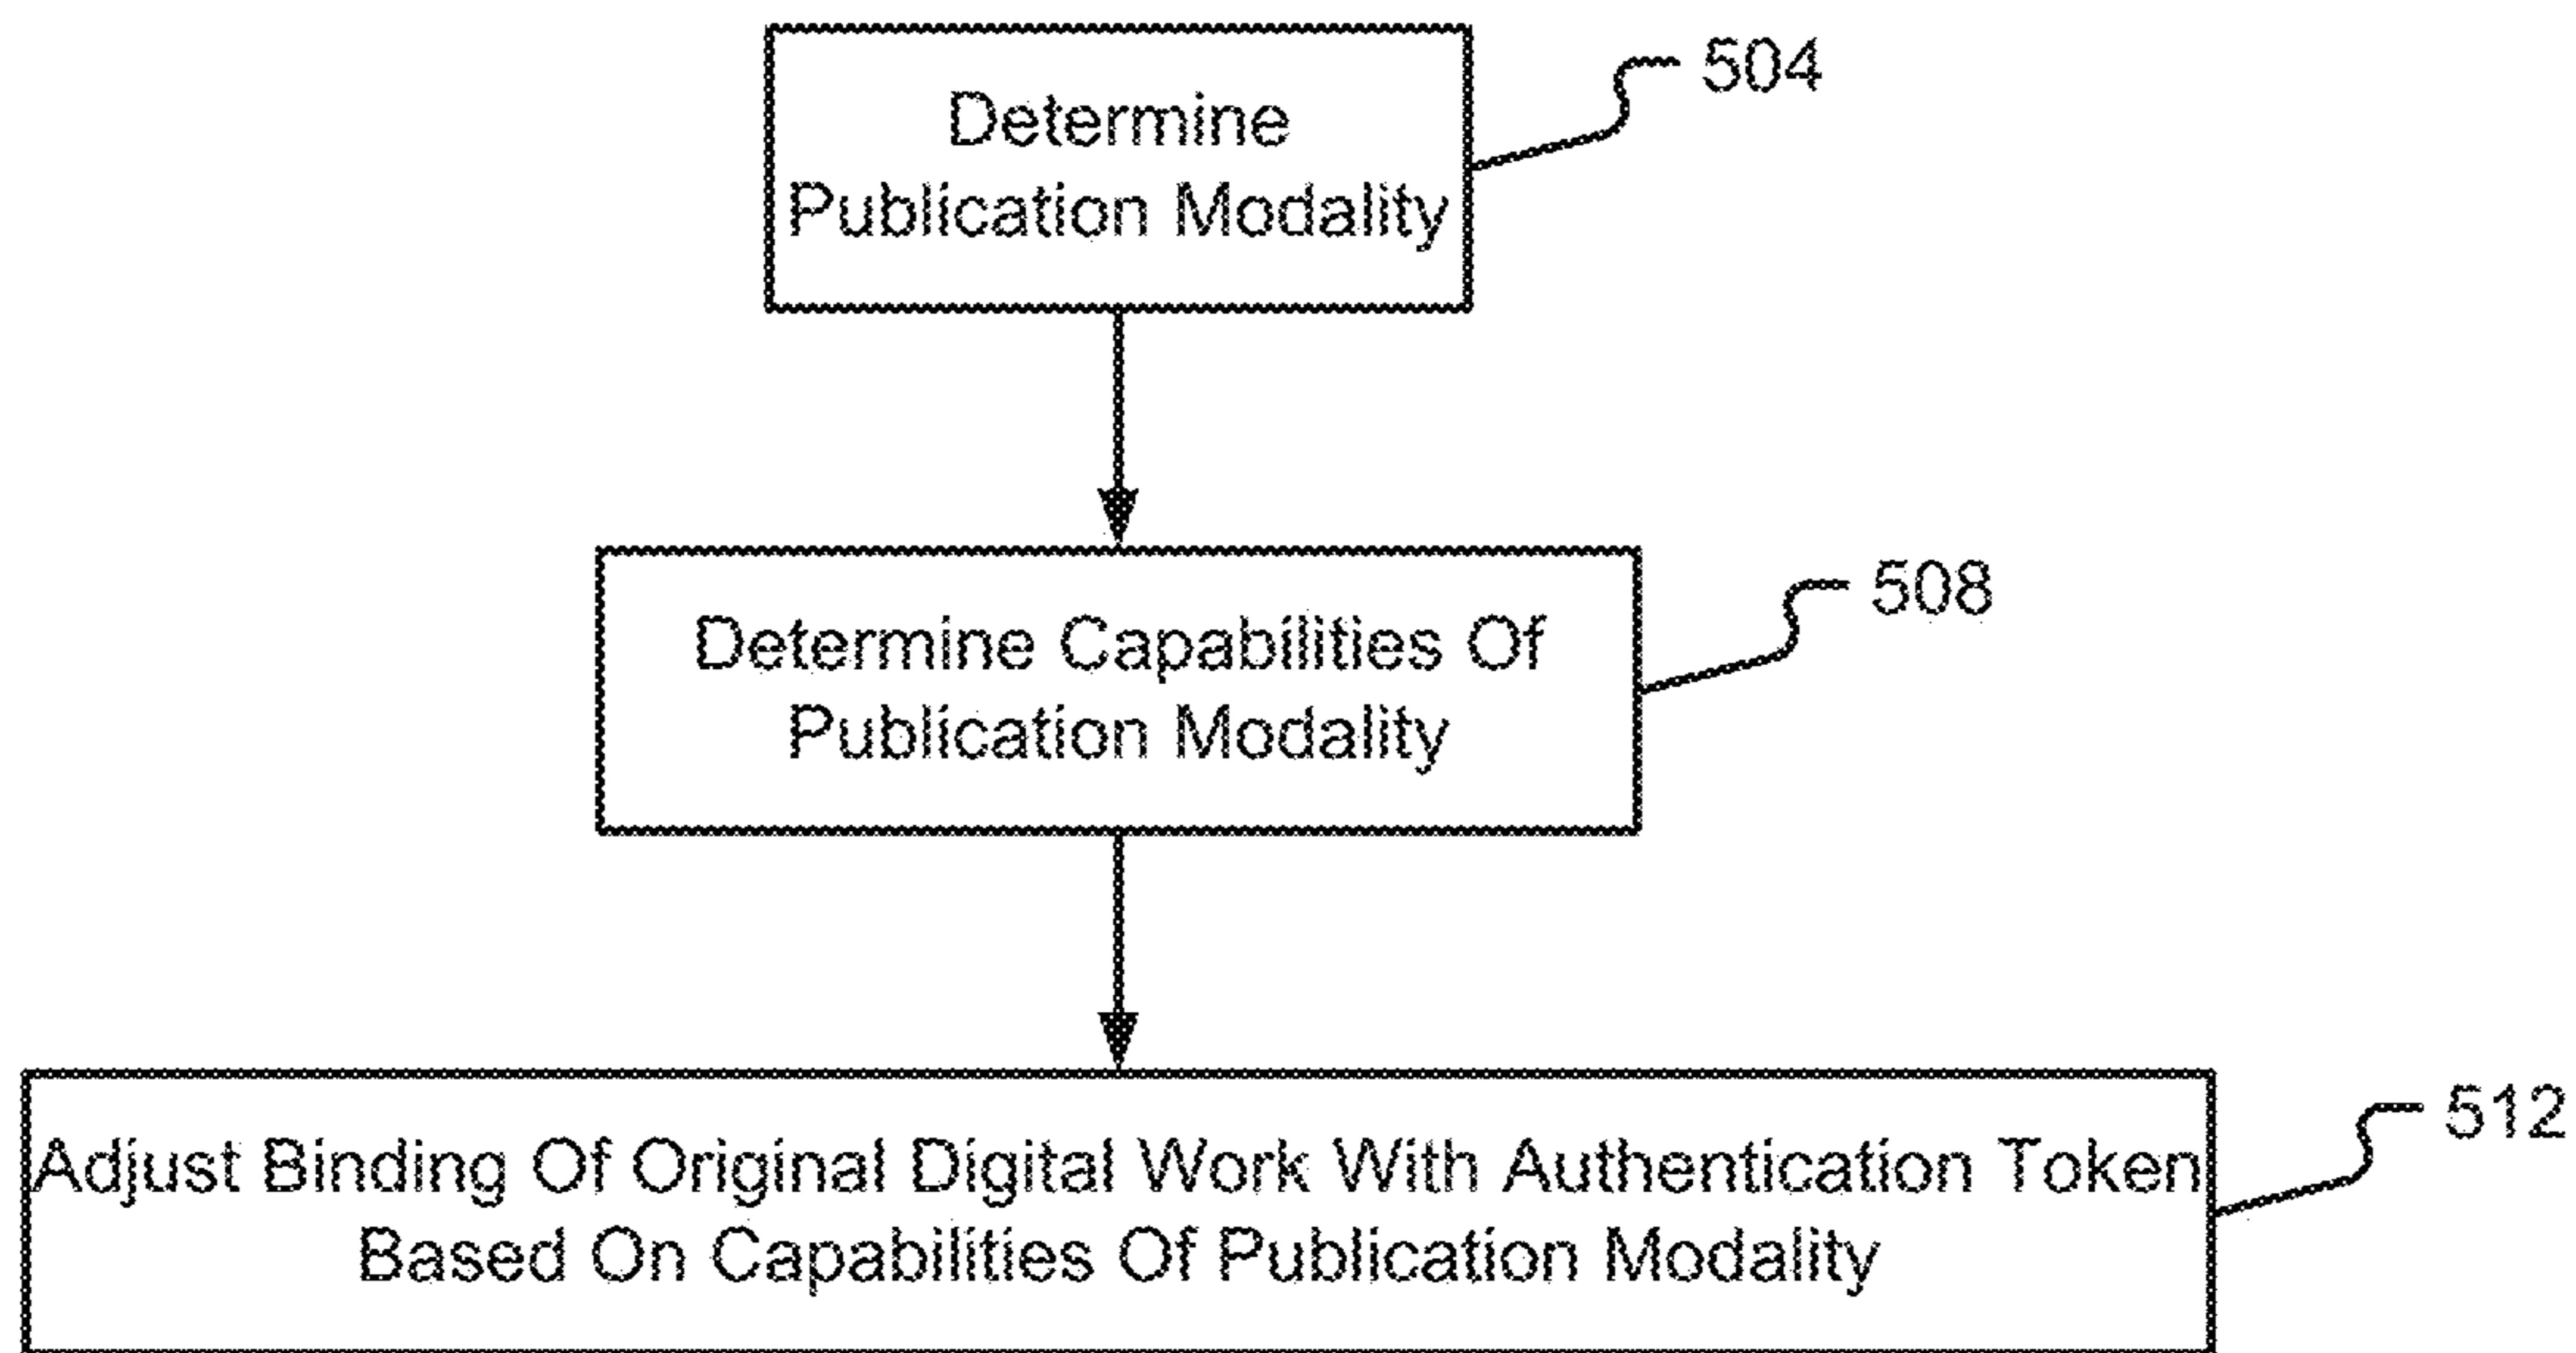 Determine
Publication Modality
504
Determine Capabilities Of
Publication Modality
508
Adjust Binding Of Original Digital Work With Authentication Token
Based On Capabilities Of Publication Modality
512